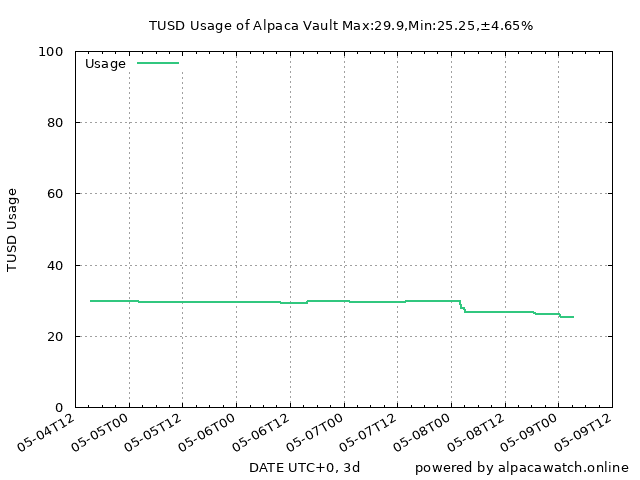 TUSD Usage of Alpaca Vault Max:29.9,Min:25.25,±4.65%
Usage
TUSD Usage
100
80
60
40
20
0
05-04T12
05-05T00
05-05T12
05-06T00
05-06T12
05-07T00
05-07T12
05-08T00
05-08T12
05-09T00
05-09T12
DATE UTC+0, 3d
powered by alpacawatch.online